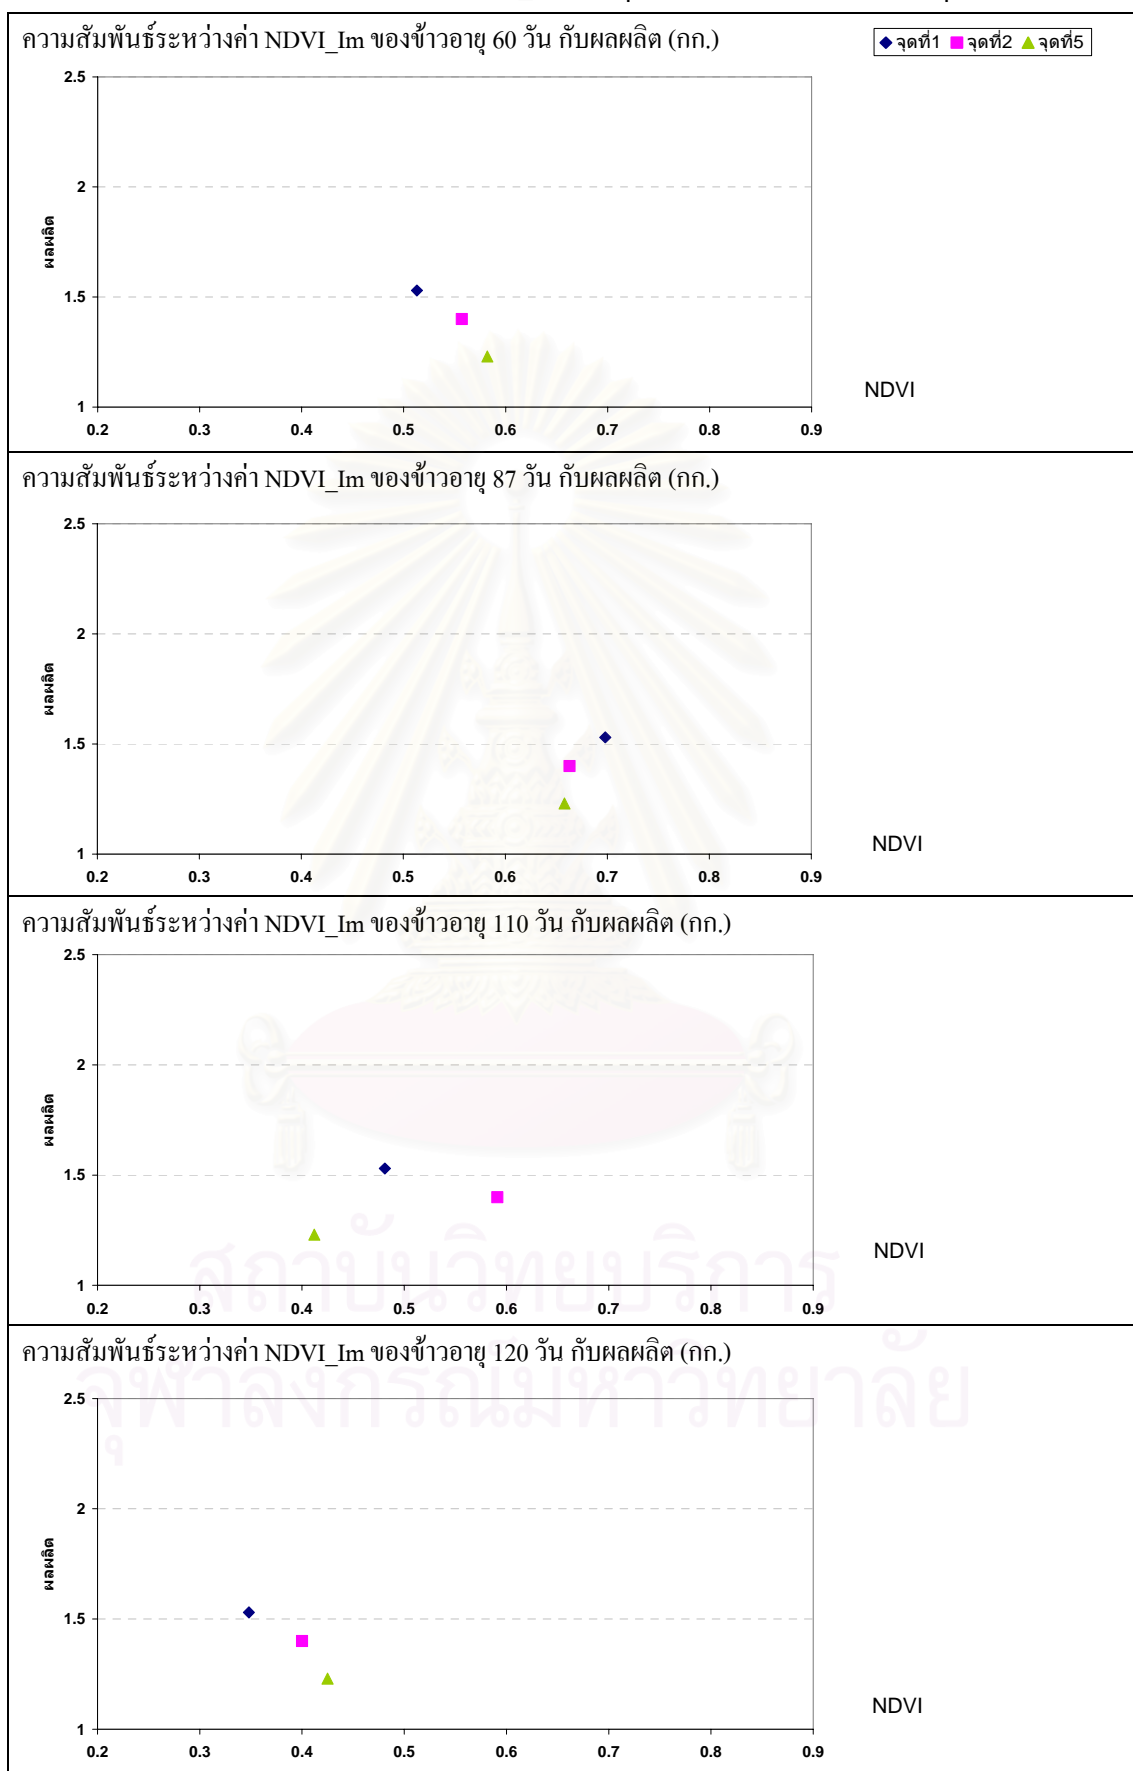 ความสัมพันธ์ระหว่างค่า NDVI_Im ของข้าวอายุ 60 วัน กับผลผลิต (กก.)
จุดที่1 จุดที่2 จุดที่5
2.5
2
1.5
1
ผลผลิต
0.2 0.3 0.4 0.5 0.6 0.7 0.8 0.9
NDVI
ความสัมพันธ์ระหว่างค่า NDVI_Im ของข้าวอายุ 87 วัน กับผลผลิต (กก.)
2.5
2
1.5
1
ผลผลิต
0.2 0.3 0.4 0.5 0.6 0.7 0.8 0.9
NDVI
ความสัมพันธ์ระหว่างค่า NDVI_Im ของข้าวอายุ 110 วัน กับผลผลิต (กก.)
2.5
2
1.5
1
ผลผลิต
0.2 0.3 0.4 0.5 0.6 0.7 0.8 0.9
NDVI
สถาบันวิทยบริการ
ความสัมพันธ์ระหว่างค่า NDVI_Im ของข้าวอายุ 120 วัน กับผลผลิต (กก.)
จุฬาลงกรณ์มหาวิทยาลัย
2.5
2
1.5
1
ผลผลิต
0.2 0.3 0.4 0.5 0.6 0.7 0.8 0.9
NDVI